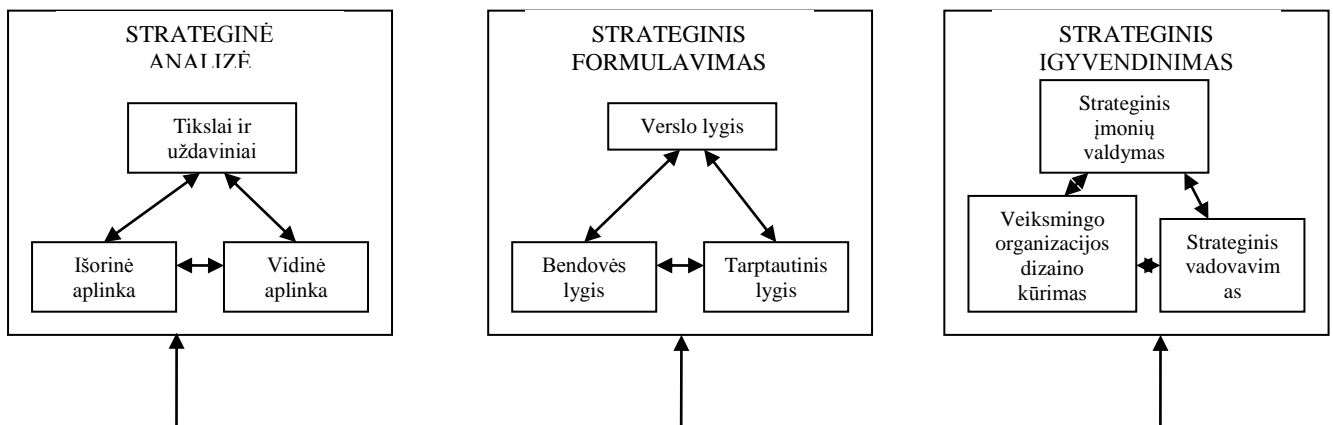 STRATEGINĖ
ANALIZĖ
Tikslai ir
uždaviniai
Išorinė
aplinka
Vidinė
aplinka
STRATEGINIS
FORMULAVIMAS
Verslo lygis
Bendovės
lygis
Tarptautinis
lygis
STRATEGINIS
IGYVENDINIMAS
Strateginis
įmonių
valdymas
Veiksmingo
organizacijos
dizaino
kūrimas
Strateginis
vadovavim
as